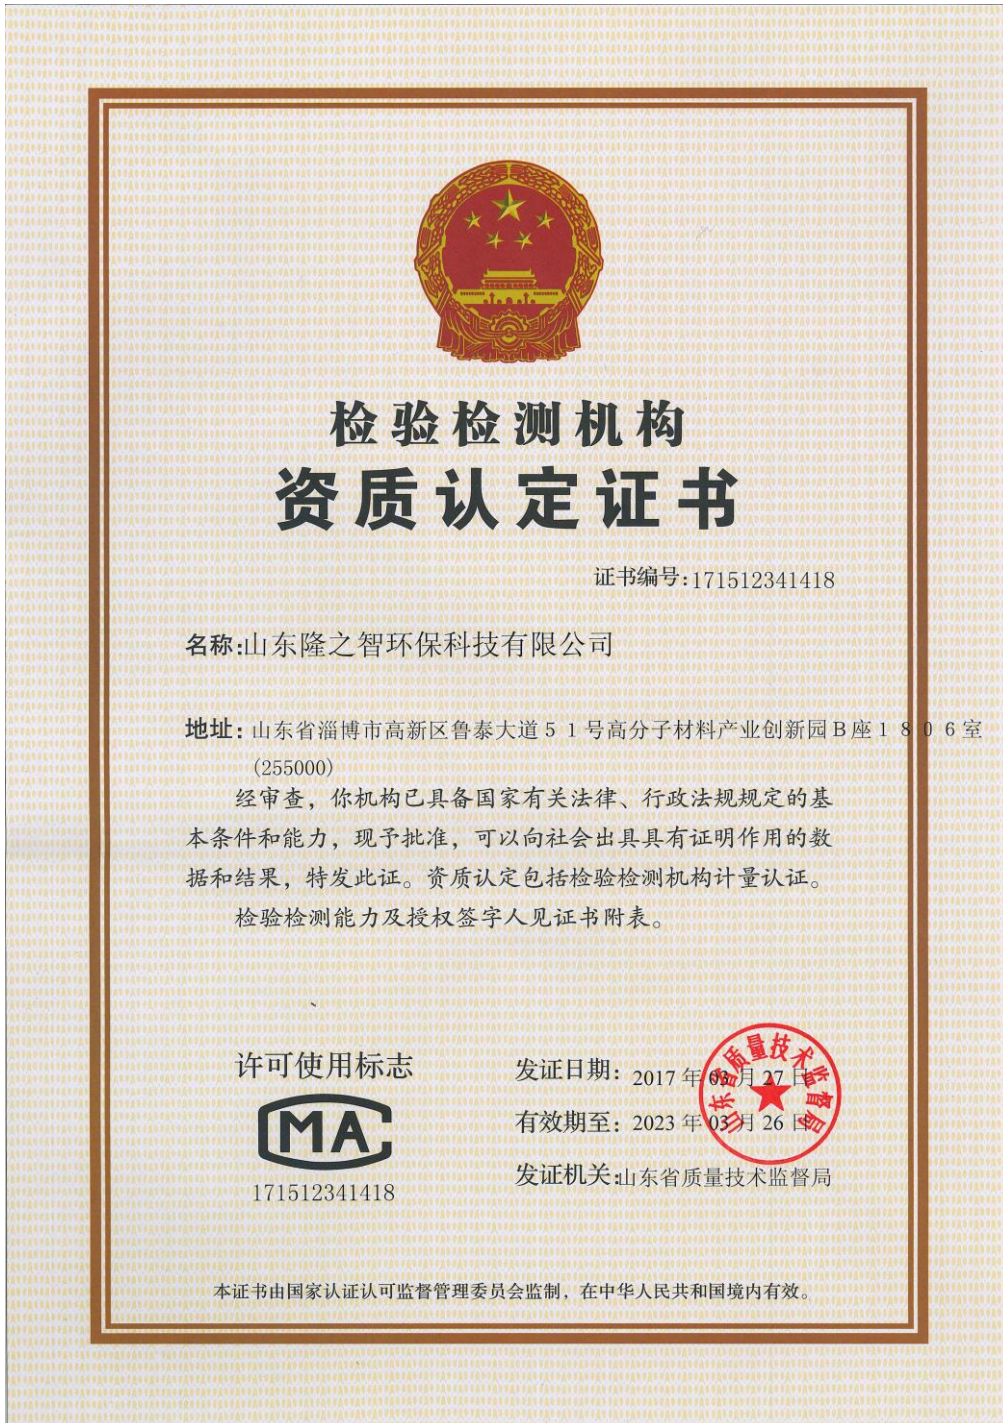 检验检测机构
资质认定证书
证书编号:171512341418
名称:山东隆之智环保科技有限公司
地址:山东省淄博市高新区鲁泰大道51号高分子材料产业创新园B座1806室
(255000)
经审查，你机构已具备国家有关法律、行政法规规定的基
本条件和能力，现予批准，可以向社会出具具有证明作用的数
据和结果，特发此证。资质认定包括检验检测机构计量认证。
检验检测能力及授权签字人见证书附表。
许可使用标志
MA
171512341418
发证日期：2017年03月27日
有效期至：2023年03月26日
发证机关:山东省质量技术监督局
山东省质量技术监督局
本证书由国家认证认可监督管理委员会监制，在中华人民共和国境内有效。